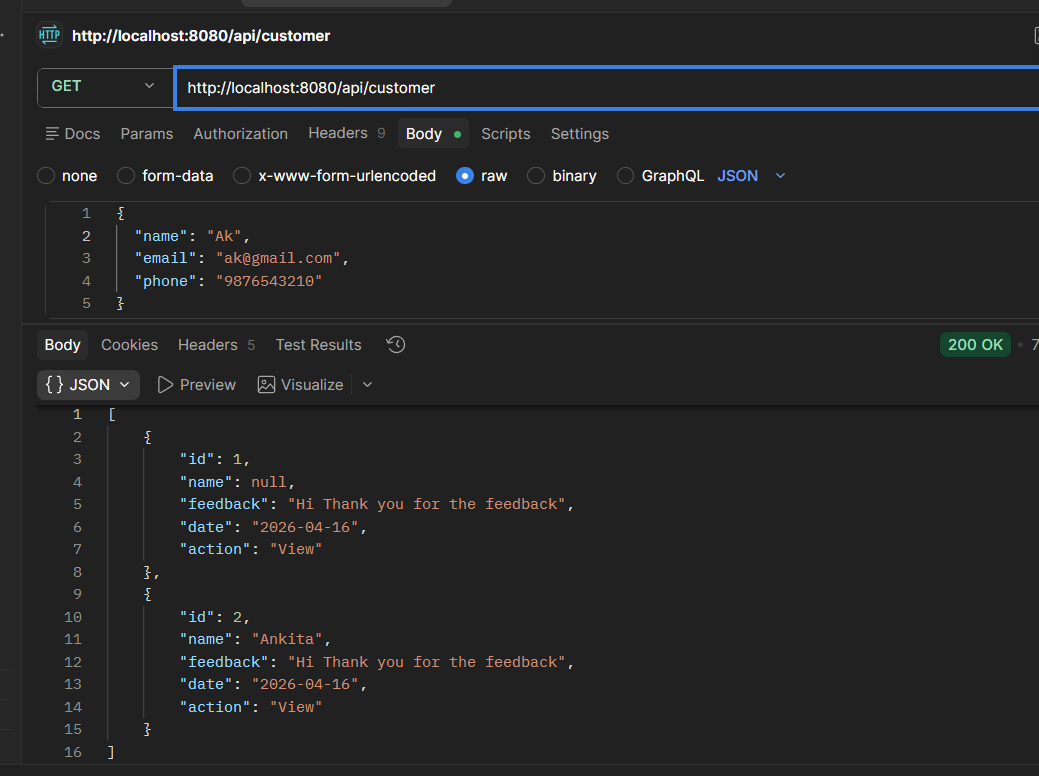 HTTP http://localhost:8080/api/customer
GET http://localhost:8080/api/customer
Docs Params Authorization Headers 9 Body Scripts Settings
none form-data x-www-form-urlencoded raw binary GraphQL JSON
1 {
2 "name": "Ak",
3 "email": "ak@gmail.com",
4 "phone": "9876543210"
5 }
Body Cookies Headers 5 Test Results 200 OK • 7
{} JSON Preview Visualize
1 [
2 {
3 "id": 1,
4 "name": null,
5 "feedback": "Hi Thank you for the feedback",
6 "date": "2026-04-16",
7 "action": "View"
8 },
9 {
10 "id": 2,
11 "name": "Ankita",
12 "feedback": "Hi Thank you for the feedback",
13 "date": "2026-04-16",
14 "action": "View"
15 }
16 ]